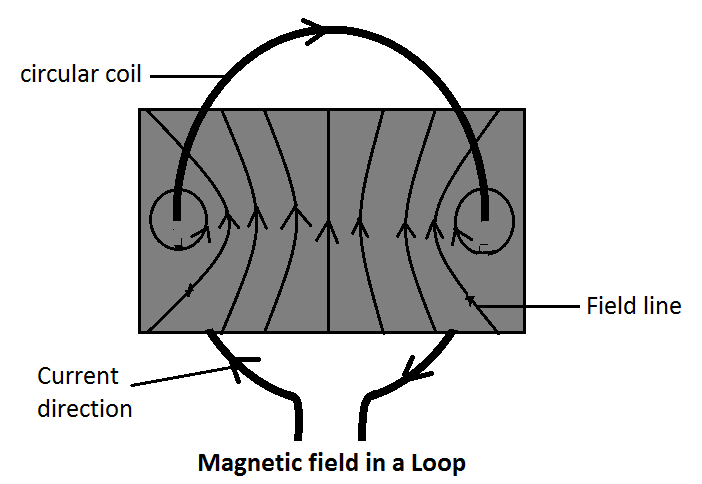 circular coil
Field line
Current
direction
Magnetic field in a Loop